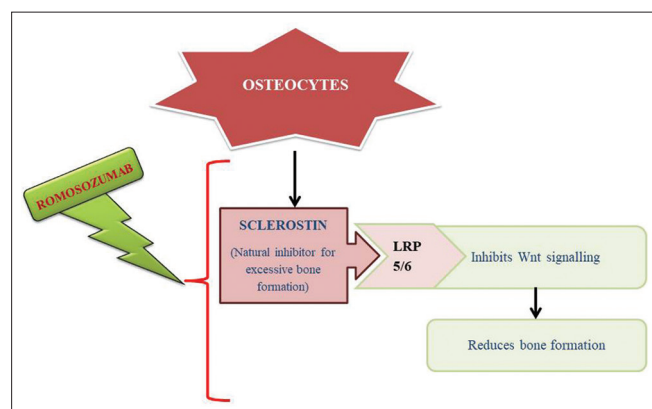 OSTEOCYTES
ROMOSOZUMAB
SCLEROSTIN
(Natural inhibitor for
excessive bone
formation)
LRP
5/6
Inhibits Wnt signalling
Reduces bone formation